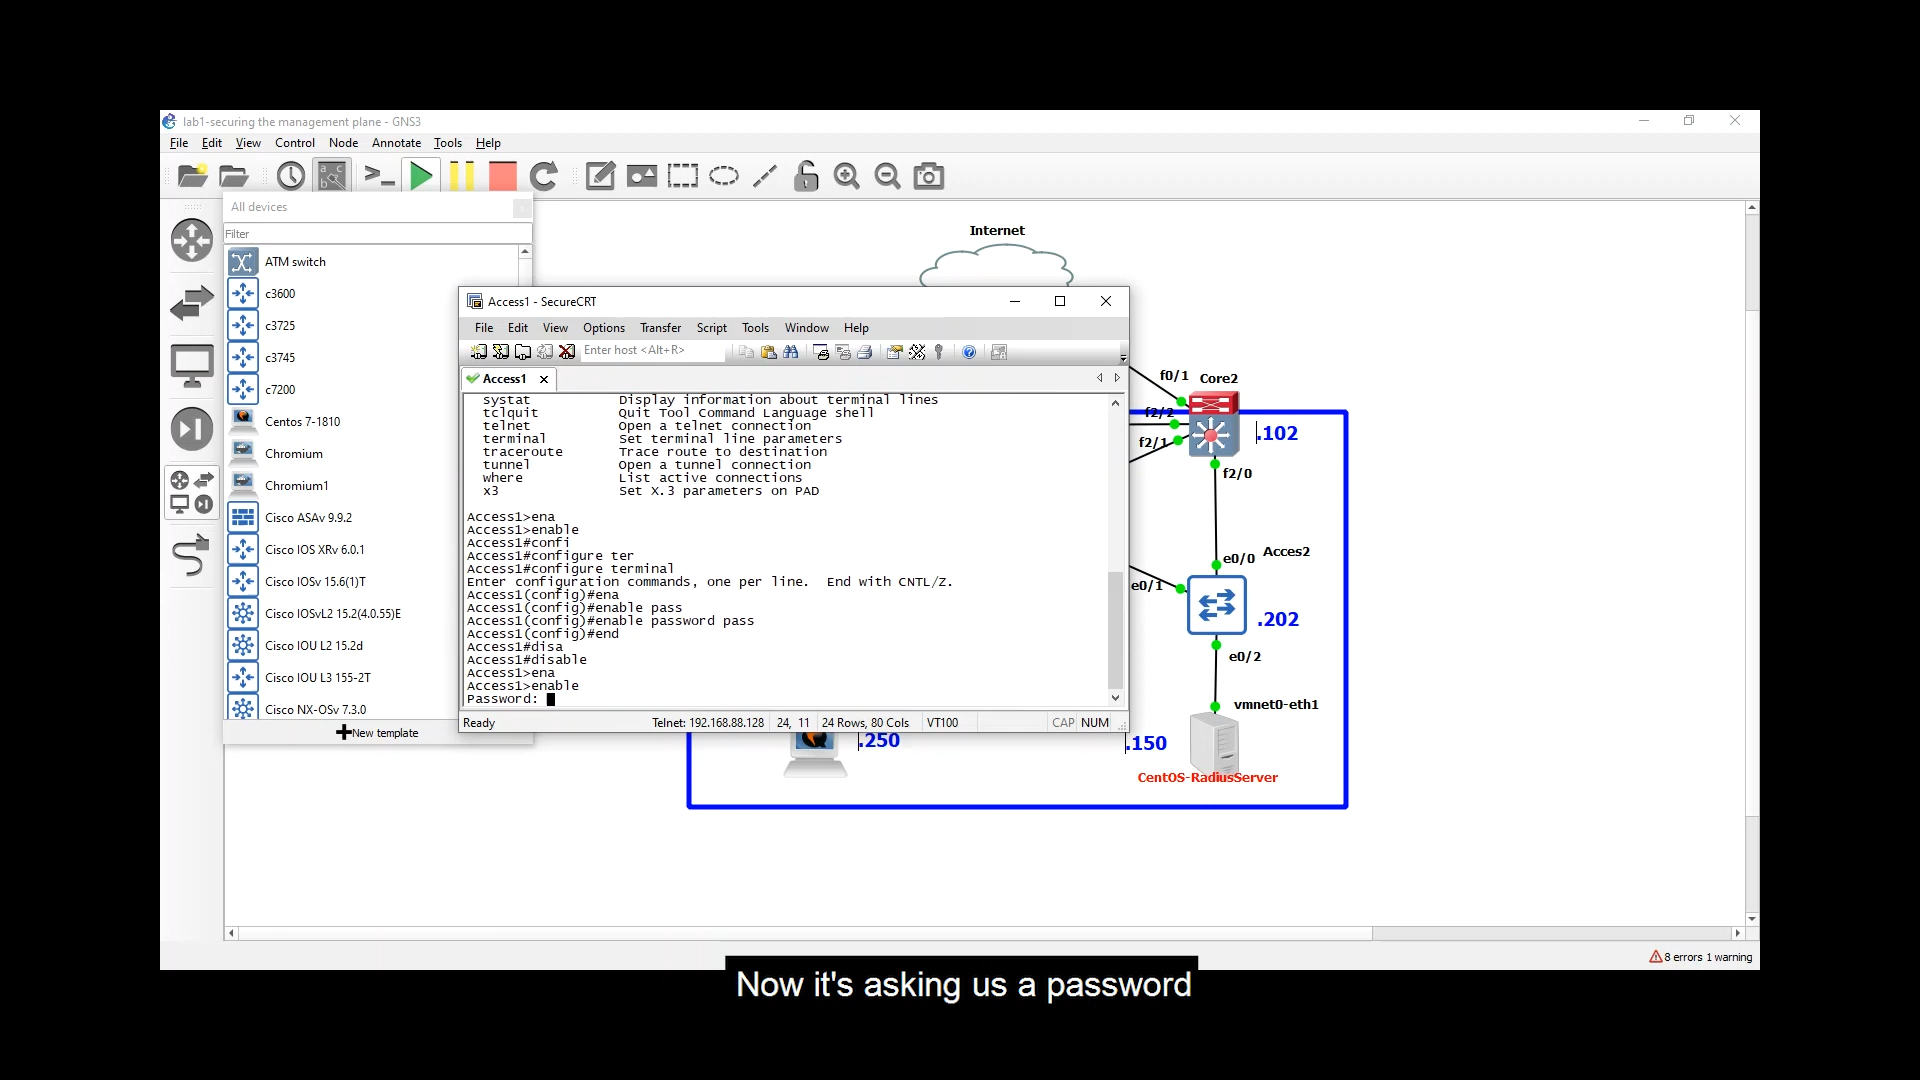 lab1-securing the management plane - GNS3
File Edit View Control Node Annotate Tools Help
All devices
Filter
ATM switch
c3600
c3725
c3745
c7200
Centos 7-1810
Chromium
Chromium1
Cisco ASAv 9.9.2
Cisco IOS XRv 6.0.1
Cisco IOSv 15.6(1)T
Cisco IOSvL2 15.2(4.0.55)E
Cisco IOU L2 15.2d
Cisco IOU L3 155-2T
Cisco NX-OSv 7.3.0
New template
Internet
Access1 - SecureCRT
File Edit View Options Transfer Script Tools Window Help
Enter host <Alt+R>
Access1
systat Display information about terminal lines
tclquit Quit Tool Command Language shell
telnet Open a telnet connection
terminal Set terminal line parameters
traceroute Trace route to destination
tunnel Open a tunnel connection
where List active connections
x3 Set X.3 parameters on PAD
Access1>ena
Access1>enable
Access1#confi
Access1#configure ter
Access1#configure terminal
Enter configuration commands, one per line. End with CNTL/Z.
Access1(config)#ena
Access1(config)#enable pass
Access1(config)#enable password pass
Access1(config)#end
Access1#disa
Access1#disable
Access1>ena
Access1>enable
Password:
Ready Telnet: 192.168.88.128 24, 11 24 Rows, 80 Cols VT100 CAP NUM
f0/1 Core2
f2/2
.102
f2/1
f2/0
e0/0 Acces2
e0/1
.202
e0/2
vmnet0-eth1
.250
.150
CentOS-RadiusServer
8 errors 1 warning
Now it's asking us a password